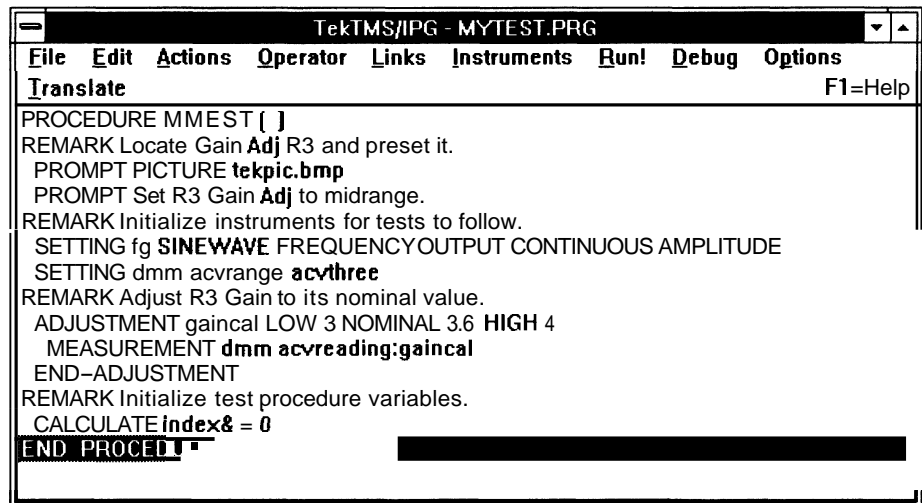 TekTMS/IPG - MYTEST.PRG
File Edit Actions Operator Links Instruments Run! Debug Options
Translate F1=Help
PROCEDURE MMEST ( )
REMARK Locate Gain Adj R3 and preset it.
PROMPT PICTURE tekpic.bmp
PROMPT Set R3 Gain Adj to midrange.
REMARK Initialize instruments for tests to follow.
SETTING fg SINEWAVE FREQUENCYOUTPUT CONTINUOUS AMPLITUDE
SETTING dmm acvrange acvthree
REMARK Adjust R3 Gain to its nominal value.
ADJUSTMENT gaincal LOW 3 NOMINAL 3.6 HIGH 4
MEASUREMENT dmm acvreading:gaincal
END-ADJUSTMENT
REMARK Initialize test procedure variables.
CALCULATE index& = 0
END PROCEDU